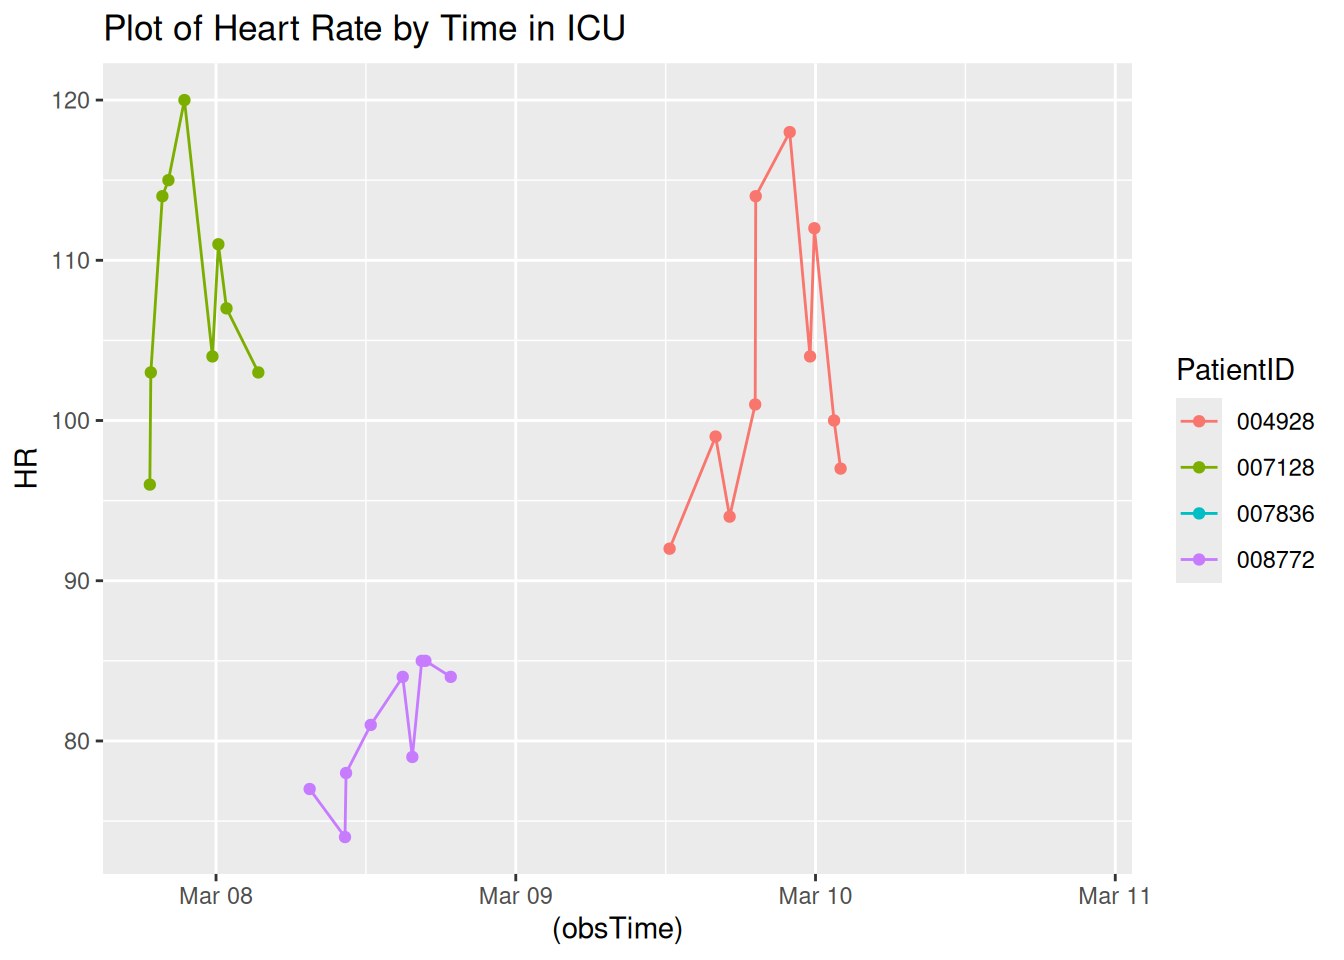 Plot of Heart Rate by Time in ICU
120
110
100
90
80
HR
Mar 08
Mar 09
Mar 10
Mar 11
(obsTime)
PatientID
004928
007128
007836
008772